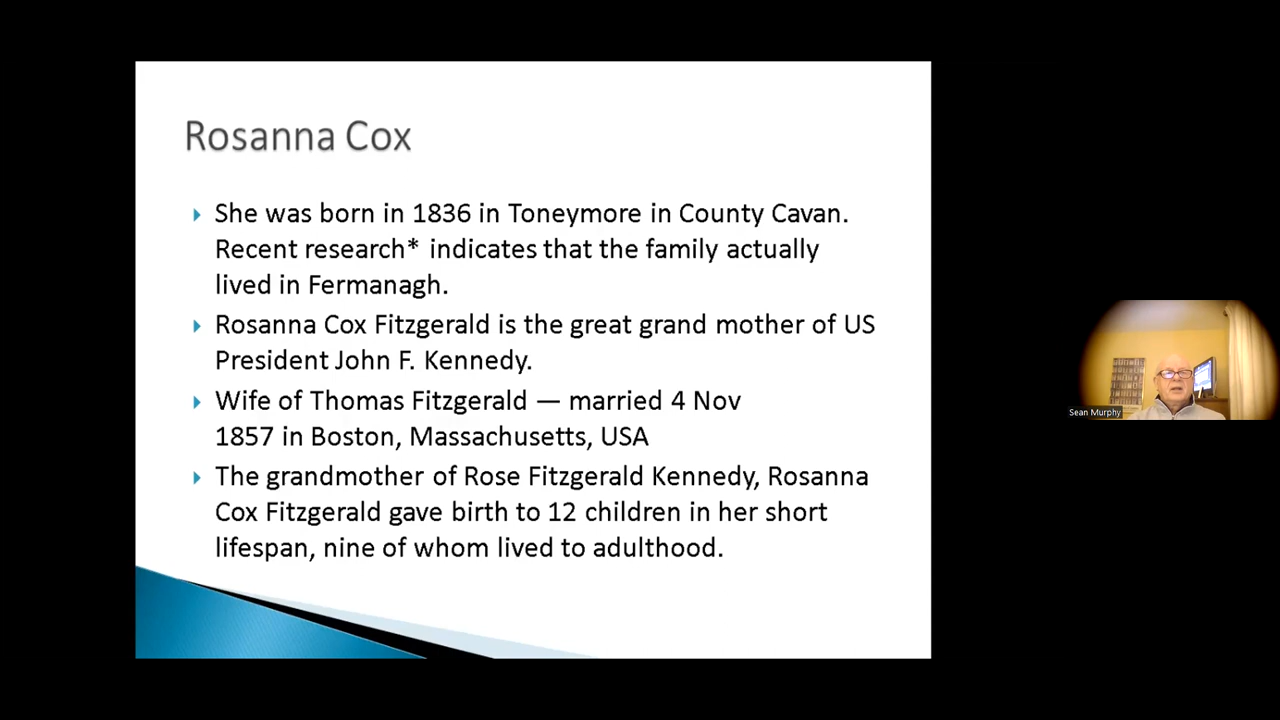 Rosanna Cox
She was born in 1836 in Toneymore in County Cavan.
Recent research* indicates that the family actually
lived in Fermanagh.
Rosanna Cox Fitzgerald is the great grand mother of US
President John F. Kennedy.
Wife of Thomas Fitzgerald — married 4 Nov
1857 in Boston, Massachusetts, USA
The grandmother of Rose Fitzgerald Kennedy, Rosanna
Cox Fitzgerald gave birth to 12 children in her short
lifespan, nine of whom lived to adulthood.
Sean Murphy